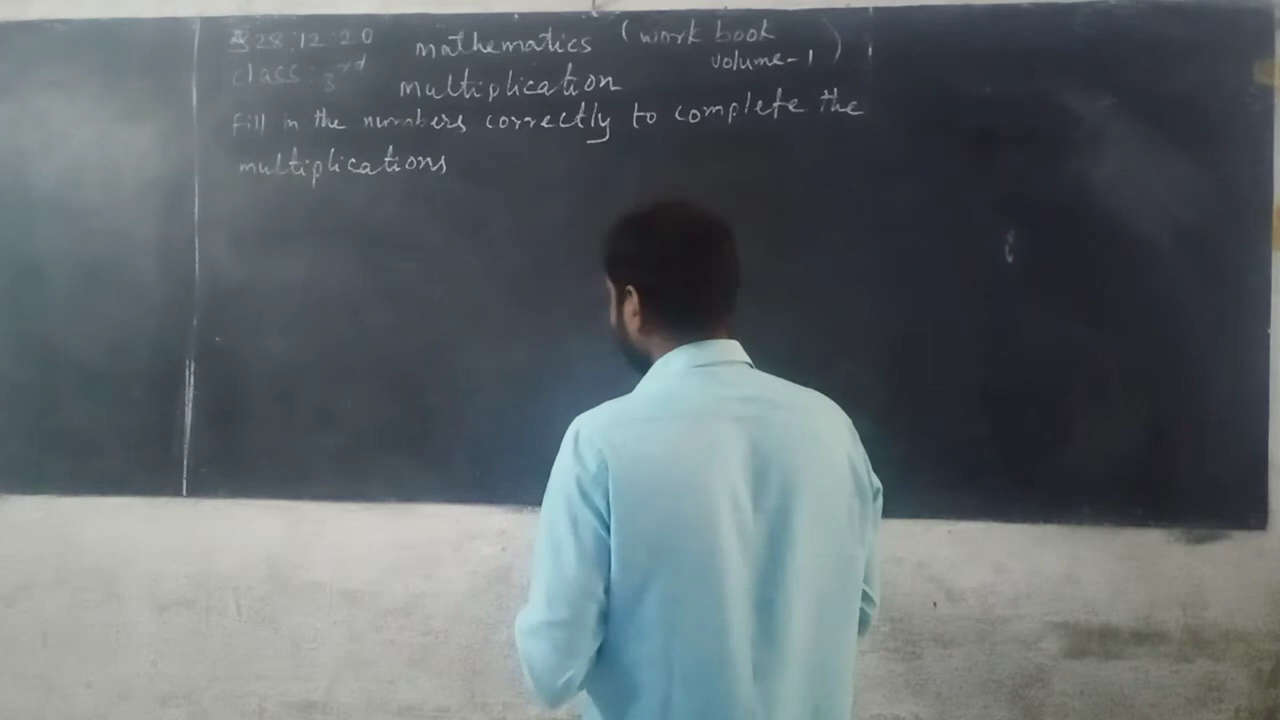 28:12:20 mathematics (work book
volume-1)
class: 3rd multiplication
Fill in the numbers correctly to complete the
multiplications